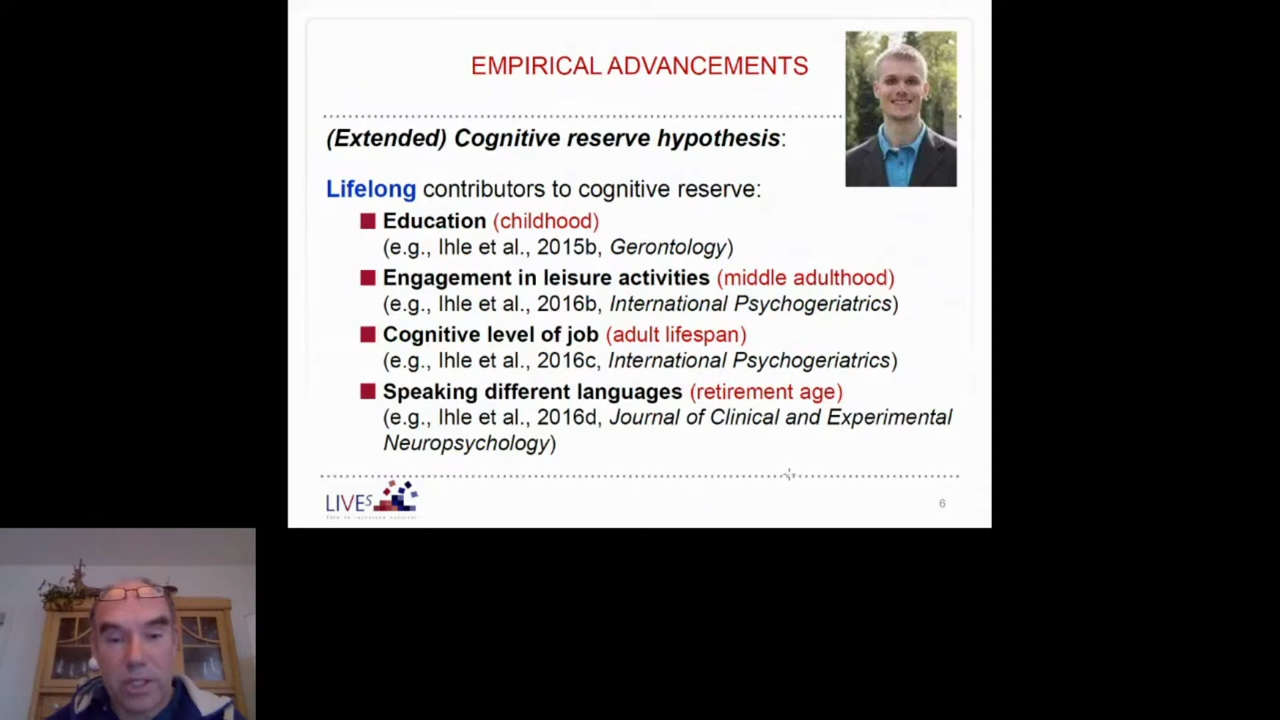 EMPIRICAL ADVANCEMENTS
(Extended) Cognitive reserve hypothesis:
Lifelong contributors to cognitive reserve:
Education (childhood)
(e.g., Ihle et al., 2015b, Gerontology)
Engagement in leisure activities (middle adulthood)
(e.g., Ihle et al., 2016b, International Psychogeriatrics)
Cognitive level of job (adult lifespan)
(e.g., Ihle et al., 2016c, International Psychogeriatrics)
Speaking different languages (retirement age)
(e.g., Ihle et al., 2016d, Journal of Clinical and Experimental
Neuropsychology)
LIVES
6